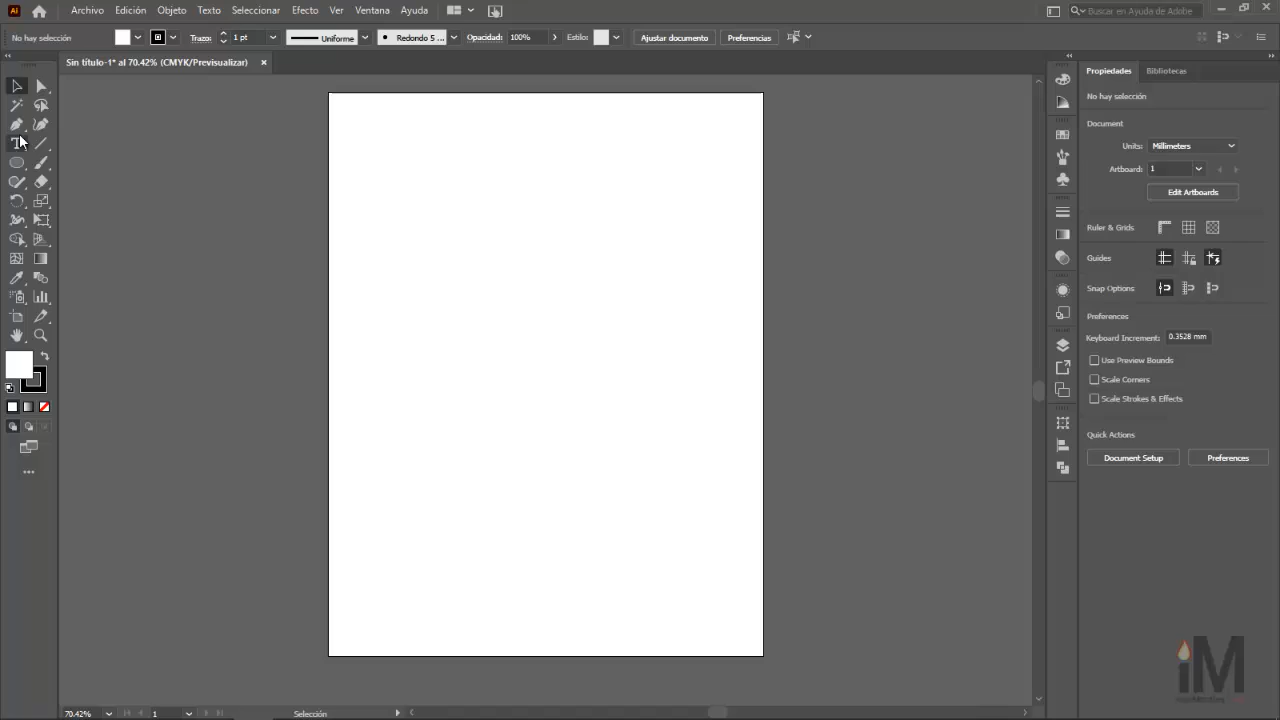 Ai Archivo Edición Objeto Texto Seleccionar Efecto Ver Ventana Ayuda Buscar en Ayuda de Adobe
No hay selección Trazo: 1 pt Uniforme Redondo 5 ... Opacidad: 100% Estilo: Ajustar documento Preferencias
Sin título-1* al 70.42% (CMYK/Previsualizar)
Propiedades Bibliotecas
No hay selección
Document
Units: Millimeters
Artboard: 1
Edit Artboards
Ruler & Grids
Guides
Snap Options:
Preferences
Keyboard Increment: 0.3528 mm
Use Preview Bounds
Scale Corners
Scale Strokes & Effects
Quick Actions
Document Setup Preferences
iM
70.42% 1 Selección